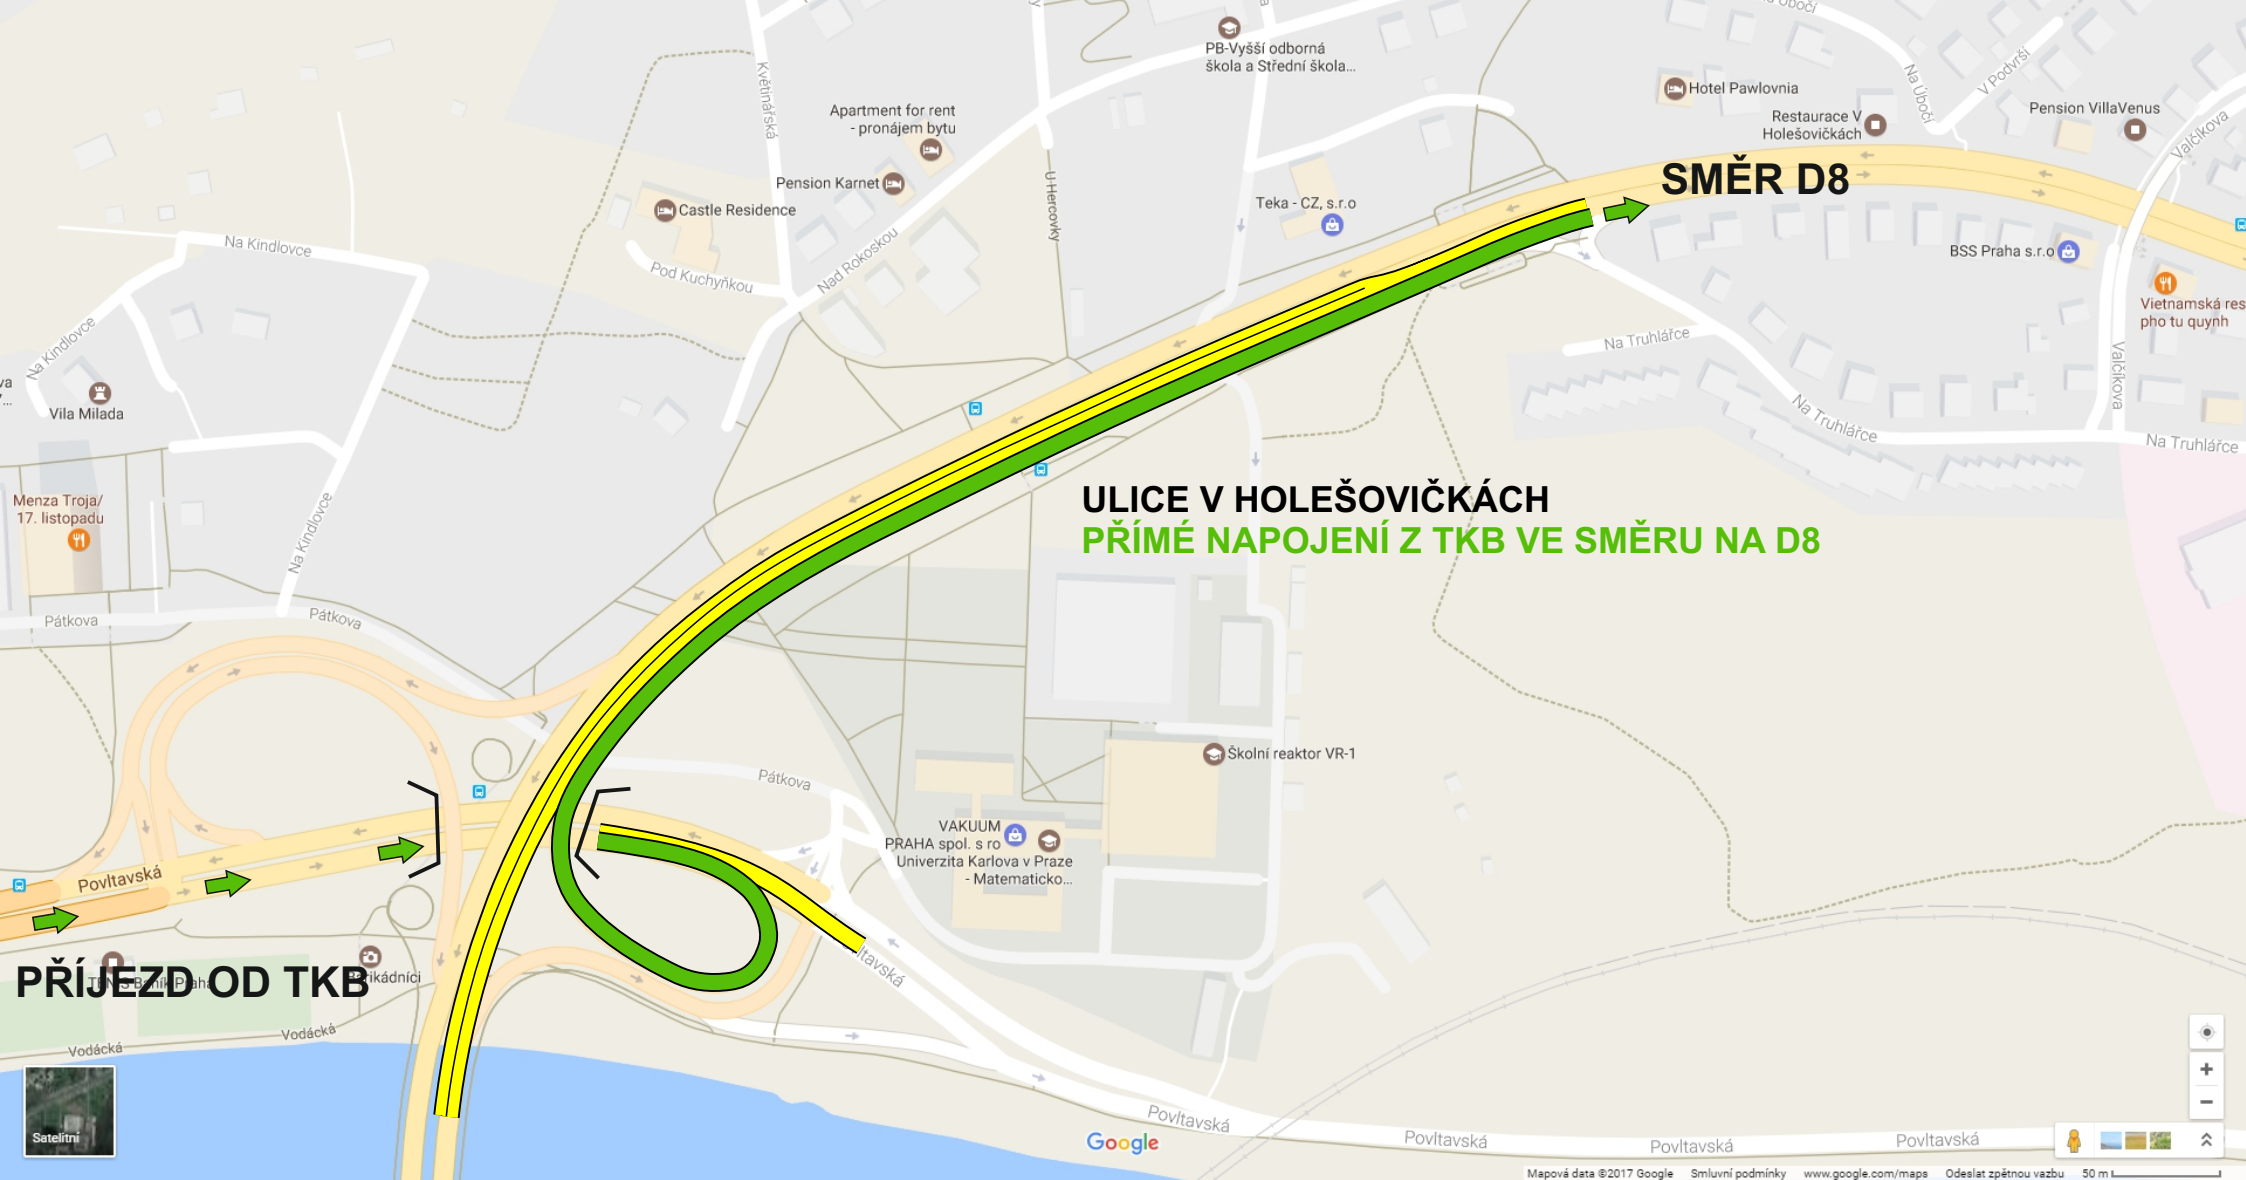 PB-Vyšší odborná
škola a Střední škola...
Hotel Pawlovnia
Restaurace V
Holešovičkách
Pension VillaVenus
Na Úbočí
V Podvrší
Valčíkova
Květinářská
Apartment for rent
- pronájem bytu
Pension Karnet
Castle Residence
U Hercovky
Teka - CZ, s.r.o
SMĚR D8
BSS Praha s.r.o
Na Kindlovce
Pod Kuchyňkou
Nad Rokoskou
Vietnamská res
pho tu quynh
Na Kindlovce
Na Truhlářce
Valčíkova
Vila Milada
Na Truhlářce
Na Truhlářce
Menza Troja/
17. listopadu
Na Kindlovce
ULICE V HOLEŠOVIČKÁCH
PŘÍMÉ NAPOJENÍ Z TKB VE SMĚRU NA D8
Pátkova
Pátkova
Školní reaktor VR-1
Pátkova
VAKUUM
PRAHA spol. s ro
Univerzita Karlova v Praze
- Matematicko...
Povltavská
PŘÍJEZD OD TKB
Vodácká
Vodácká
Satelitní
Povltavská
Povltavská
Povltavská
Povltavská
Google
Mapová data ©2017 Google
Smluvní podmínky
www.google.com/maps
Odeslat zpětnou vazbu
50 m